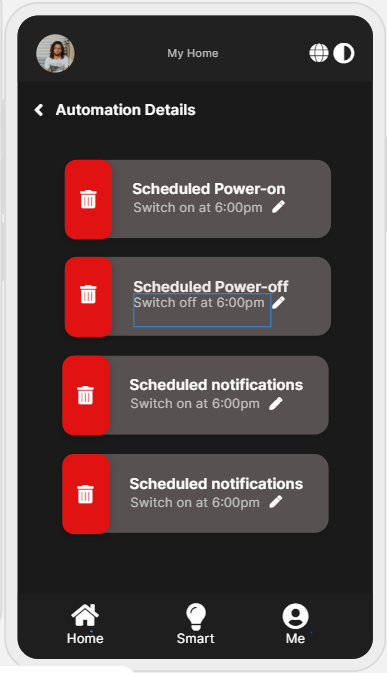 My Home
Automation Details
Scheduled Power-on
Switch on at 6:00pm
Scheduled Power-off
Switch off at 6:00pm
Scheduled notifications
Switch on at 6:00pm
Scheduled notifications
Switch on at 6:00pm
Home
Smart
Me